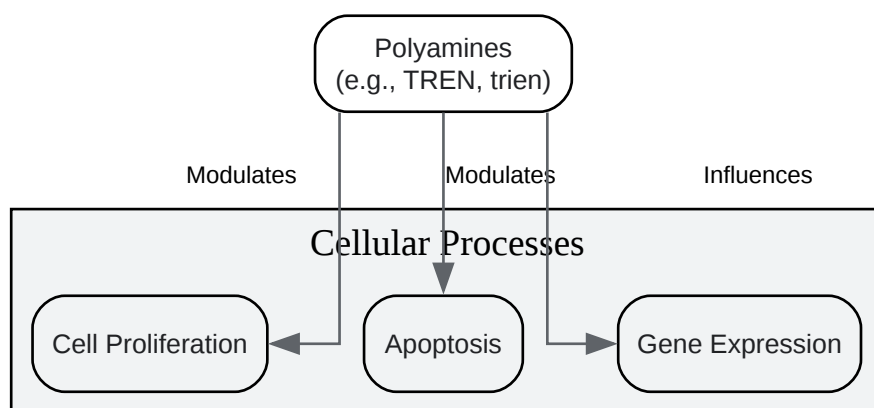 Polyamines
(e.g., TREN, trien)
Modulates
Modulates
Influences
Cellular Processes
Cell Proliferation
Apoptosis
Gene Expression